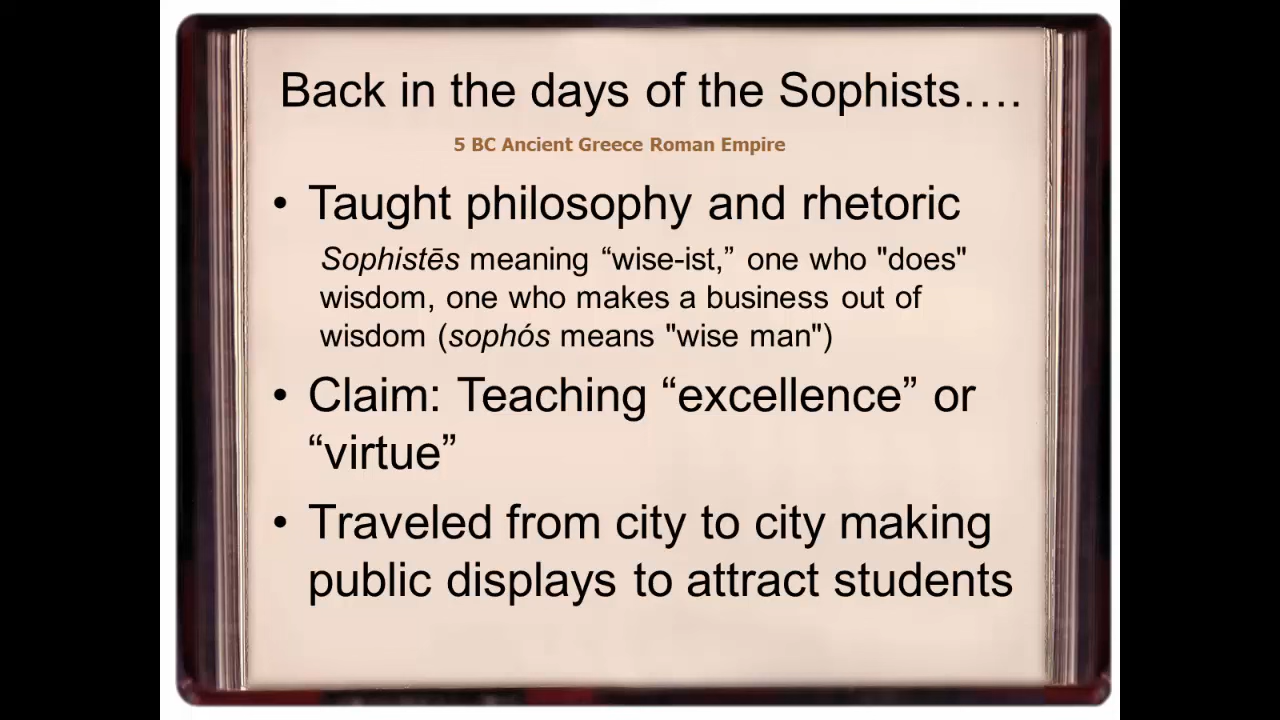 Back in the days of the Sophists….
5 BC Ancient Greece Roman Empire
• Taught philosophy and rhetoric
Sophistēs meaning “wise-ist,” one who "does"
wisdom, one who makes a business out of
wisdom (sophós means "wise man")
• Claim: Teaching “excellence” or
“virtue”
• Traveled from city to city making
public displays to attract students